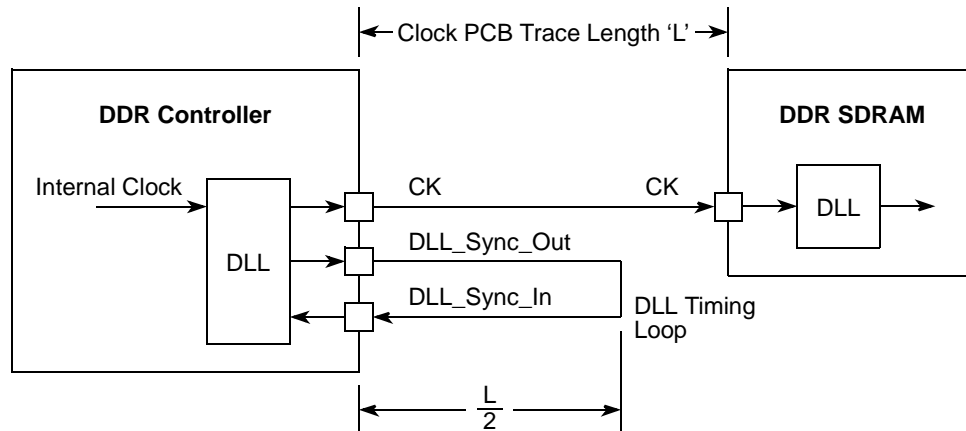 Clock PCB Trace Length ‘L’
DDR Controller
DDR SDRAM
Internal Clock
CK
CK
DLL
DLL_Sync_Out
DLL
DLL_Sync_In
DLL Timing
Loop
L
2